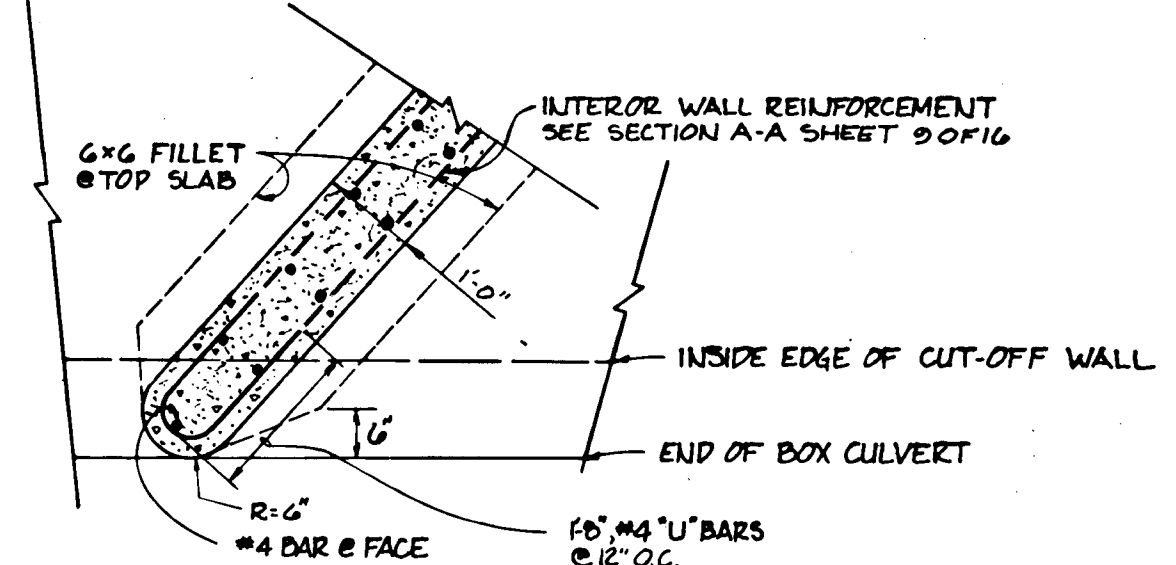 INTEROR WALL REINFORCEMENT
SEE SECTION A-A SHEET 9 OF 16
6×6 FILLET
@ TOP SLAB
1'-0"
INSIDE EDGE OF CUT-OFF WALL
6"
END OF BOX CULVERT
R=6"
#4 BAR @ FACE
1'-8", #4 "U" BARS
@ 12" O.C.